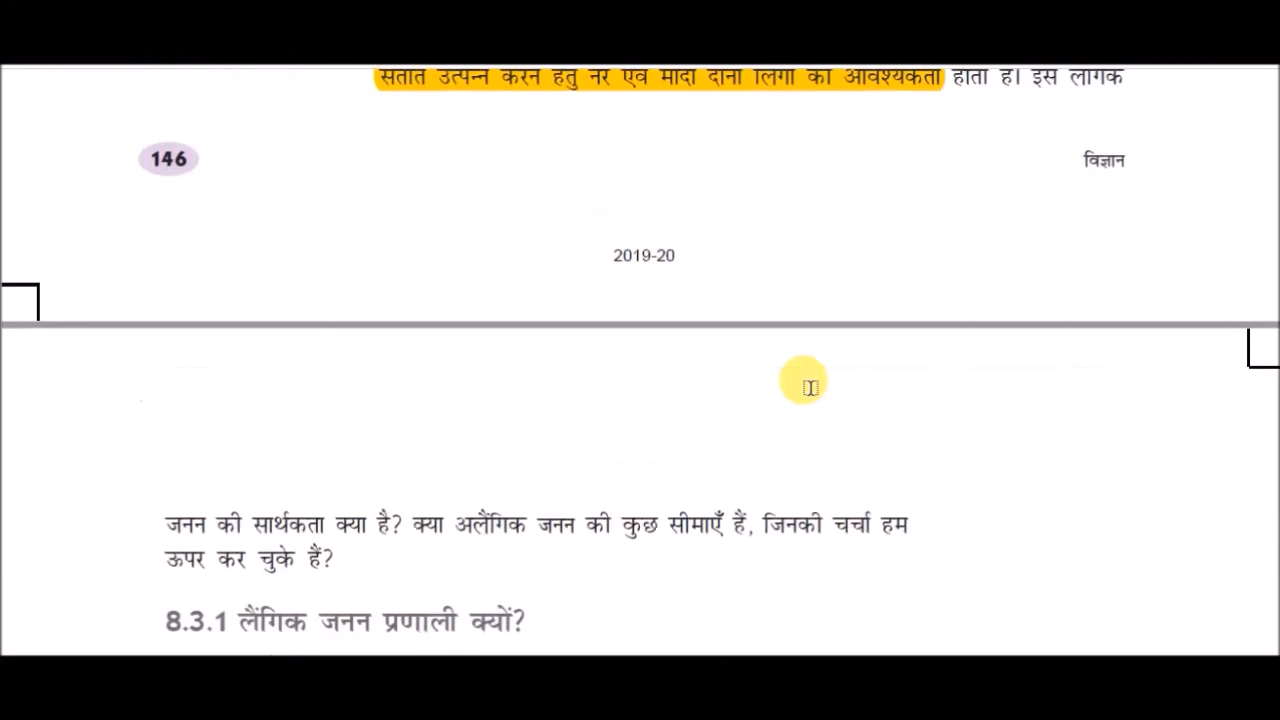 संतति उत्पन्न करने हेतु नर एवं मादा दोनों लिंगों की आवश्यकता होती है। इस लैंगिक
146
विज्ञान
2019-20
जनन की सार्थकता क्या है? क्या अलैंगिक जनन की कुछ सीमाएँ हैं, जिनकी चर्चा हम
ऊपर कर चुके हैं?
8.3.1 लैंगिक जनन प्रणाली क्यों?